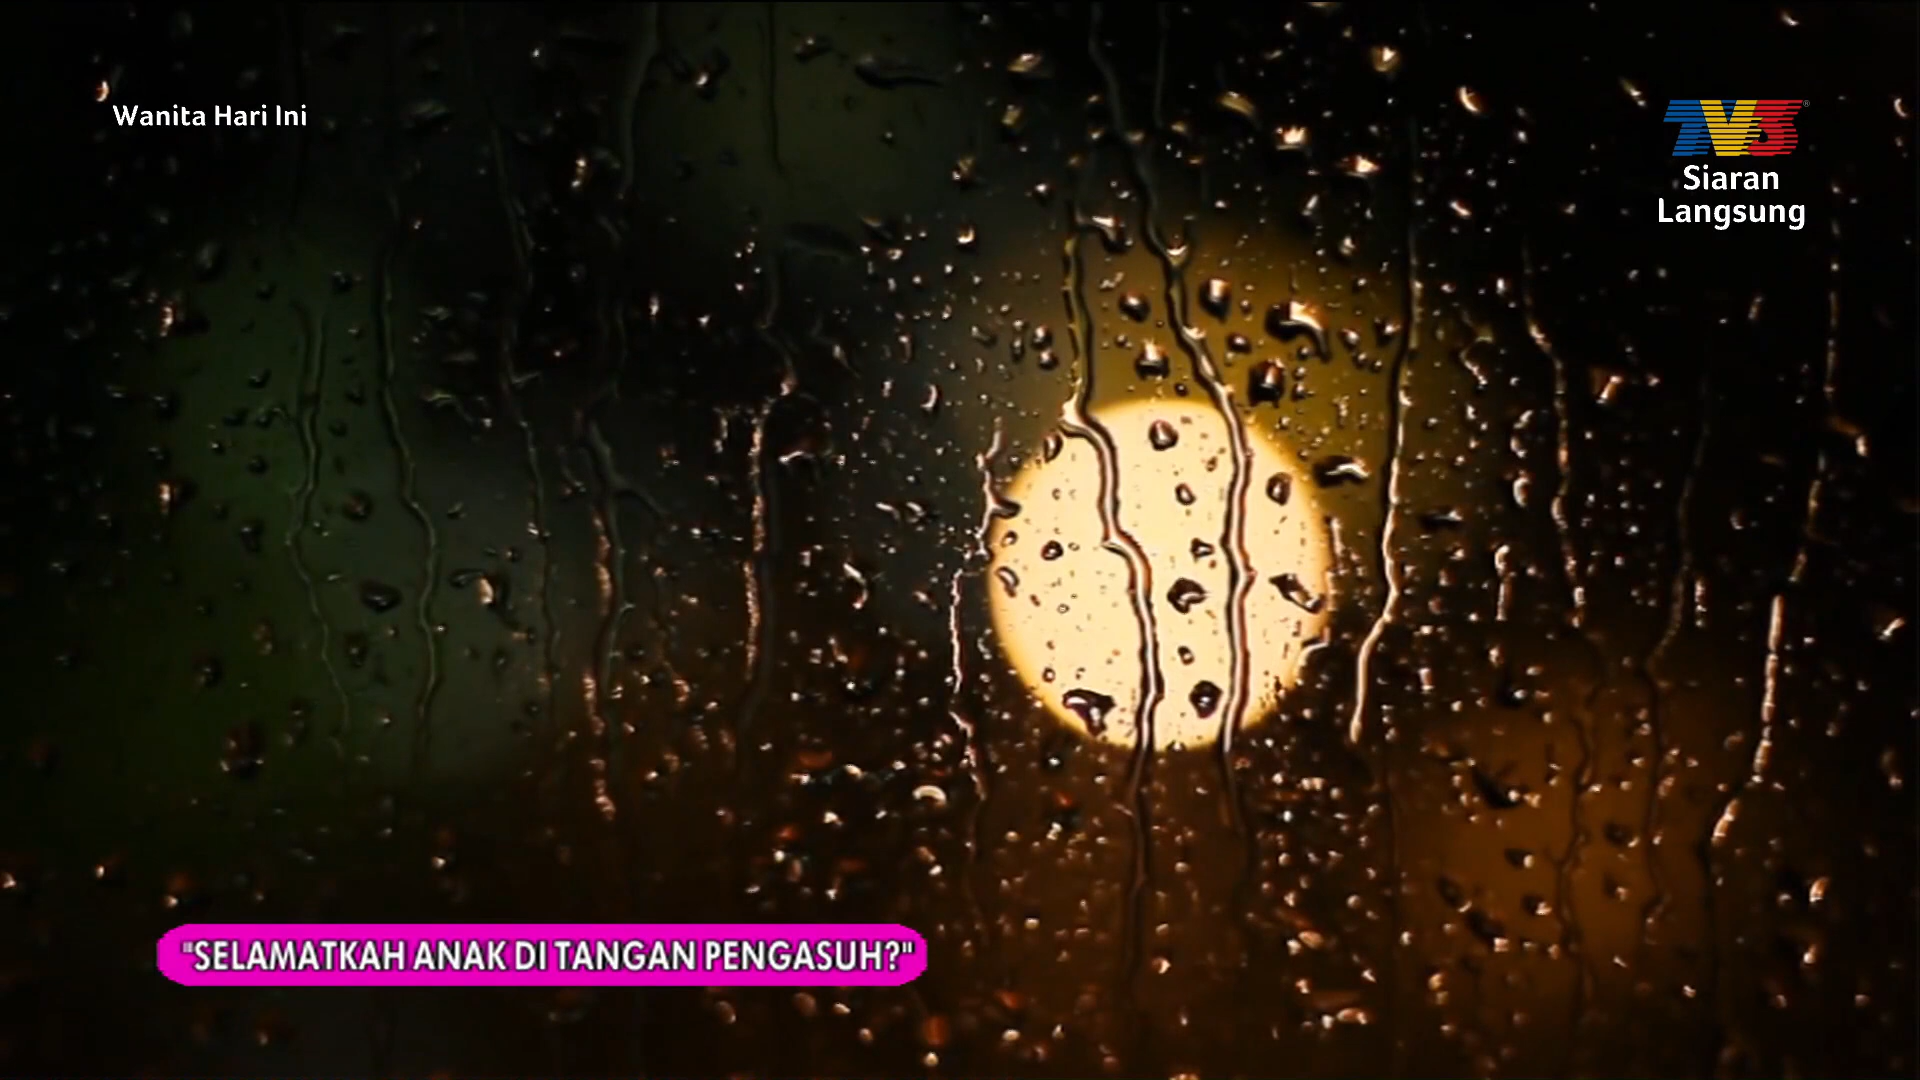 Wanita Hari Ini
TV3
Siaran
Langsung
"SELAMATKAH ANAK DI TANGAN PENGASUH?"